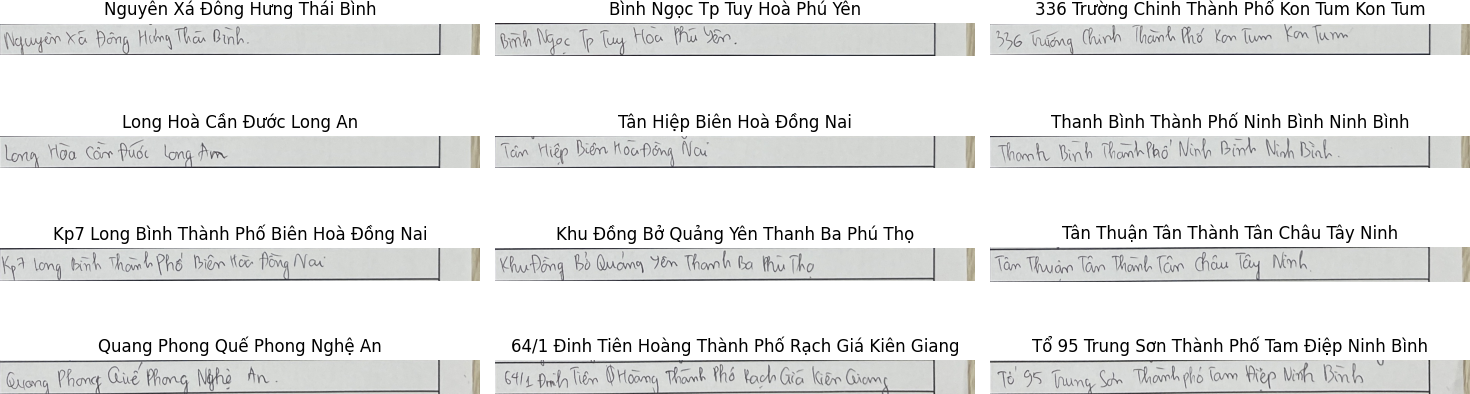 Nguyên Xá Đông Hưng Thái Bình
Bình Ngọc Tp Tuy Hoà Phú Yên
336 Trường Chinh Thành Phố Kon Tum Kon Tum
Nguyên Xá Đông Hưng Thái Bình.
Bình Ngọc Tp Tuy Hòa Phú Yên.
336 Trường Chinh Thành Phố Kon Tum Kon Tum
Long Hoà Cần Đước Long An
Tân Hiệp Biên Hoà Đồng Nai
Thanh Bình Thành Phố Ninh Bình Ninh Bình
Long Hòa Cần Đước Long An
Tân Hiệp Biên Hòa Đồng Nai
Thanh Bình Thành Phố Ninh Bình Ninh Bình.
Kp7 Long Bình Thành Phố Biên Hoà Đồng Nai
Khu Đồng Bở Quảng Yên Thanh Ba Phú Thọ
Tân Thuận Tân Thành Tân Châu Tây Ninh
Kp7 Long Bình Thành Phố Biên Hòa Đồng Nai
Khu Đồng Bở Quảng Yên Thanh Ba Phú Thọ
Tân Thuận Tân Thành Tân Châu Tây Ninh.
Quang Phong Quế Phong Nghệ An
64/1 Đinh Tiên Hoàng Thành Phố Rạch Giá Kiên Giang
Tổ 95 Trung Sơn Thành Phố Tam Điệp Ninh Bình
Quang Phong Quế Phong Nghệ An.
64/1 Đinh Tiên Hoàng Thành Phố Rạch Giá Kiên Giang
Tổ 95 Trung Sơn Thành phố Tam Điệp Ninh Bình